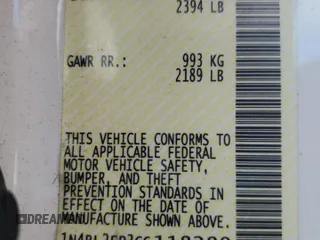 2394 LB
GAWR RR.: 993 KG
2189 LB
THIS VEHICLE CONFORMS TO
ALL APPLICABLE FEDERAL
MOTOR VEHICLE SAFETY,
BUMPER, AND THEFT
PREVENTION STANDARDS IN
EFFECT ON THE DATE OF
MANUFACTURE SHOWN ABOVE.